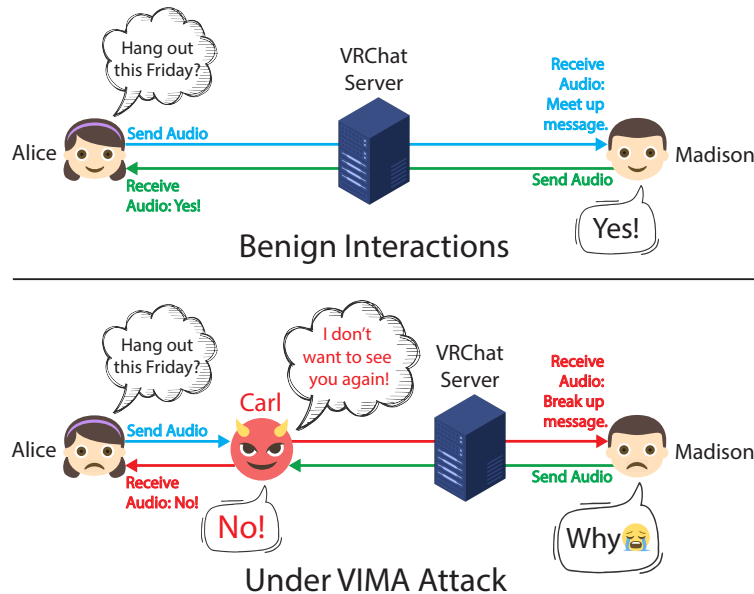 Hang out
this Friday?
VRChat
Server
Receive
Audio:
Meet up
message.
Alice
Send Audio
Madison
Receive
Audio: Yes!
Send Audio
Yes!
Benign Interactions
Hang out
this Friday?
I don't
want to see
you again!
Carl
VRChat
Server
Receive
Audio:
Break up
message.
Alice
Send Audio
Madison
Receive
Audio: No!
Send Audio
No!
Why😭
Under VIMA Attack